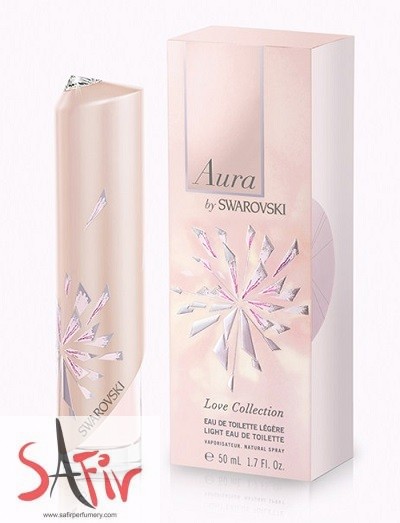 Aura
by SWAROVSKI
Love Collection
EAU DE TOILETTE LÉGÈRE
LIGHT EAU DE TOILETTE
VAPORISATEUR. NATURAL SPRAY
e 50 mL 1.7 Fl. Oz.
SWAROVSKI
SAFir
www.safirperfumery.com